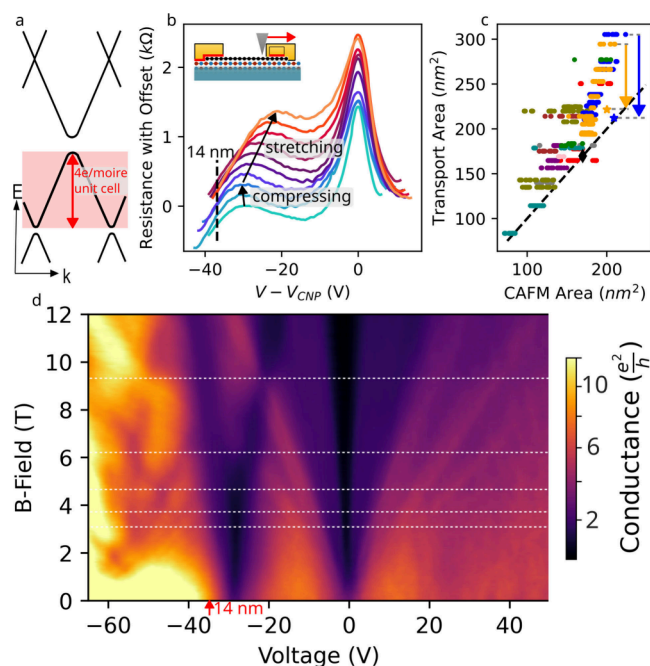 a
4e/moire
unit cell
E
k
b
Resistance with Offset (kΩ)
2
1
0
14 nm
stretching
compressing
−40
−20
0
V − V_CNP (V)
c
Transport Area (nm²)
300
250
200
150
100
100
200
CAFM Area (nm²)
d
B-Field (T)
12
10
8
6
4
2
0
14 nm
−60
−40
−20
0
20
40
Voltage (V)
10
6
2
Conductance (e²/h)